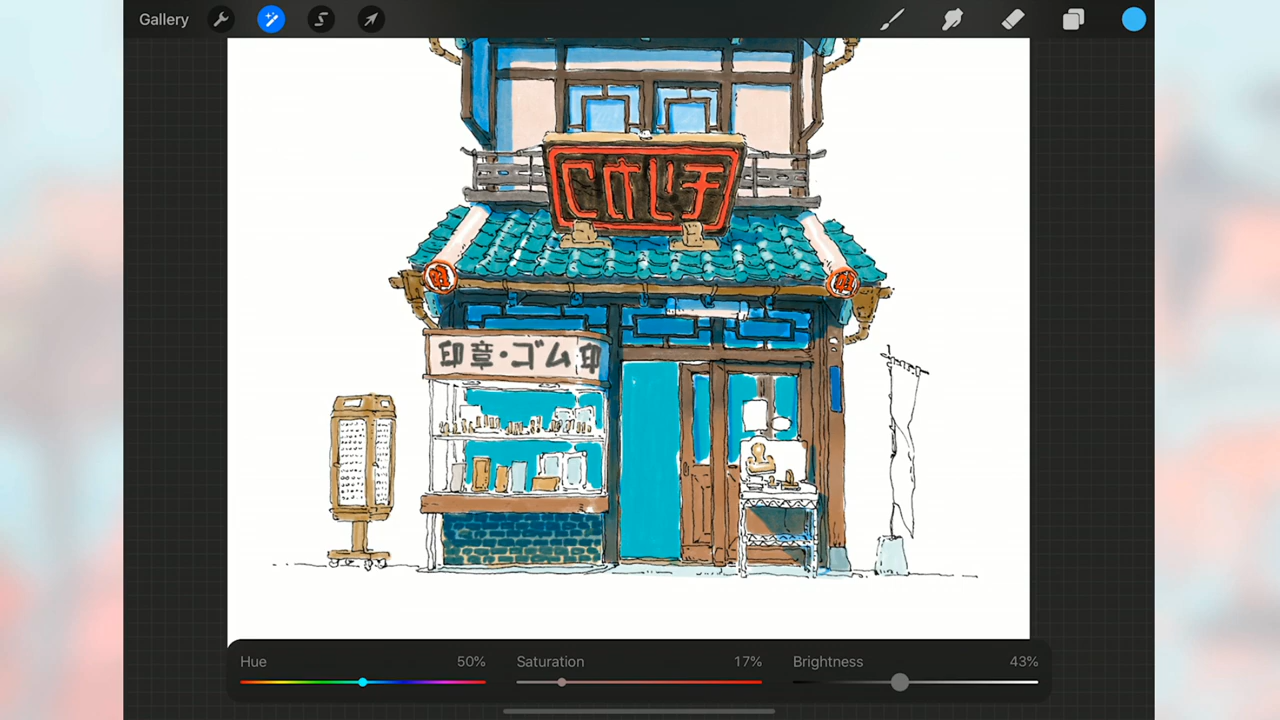 Gallery
印章・ゴム印
Hue 50% Saturation 17% Brightness 43%